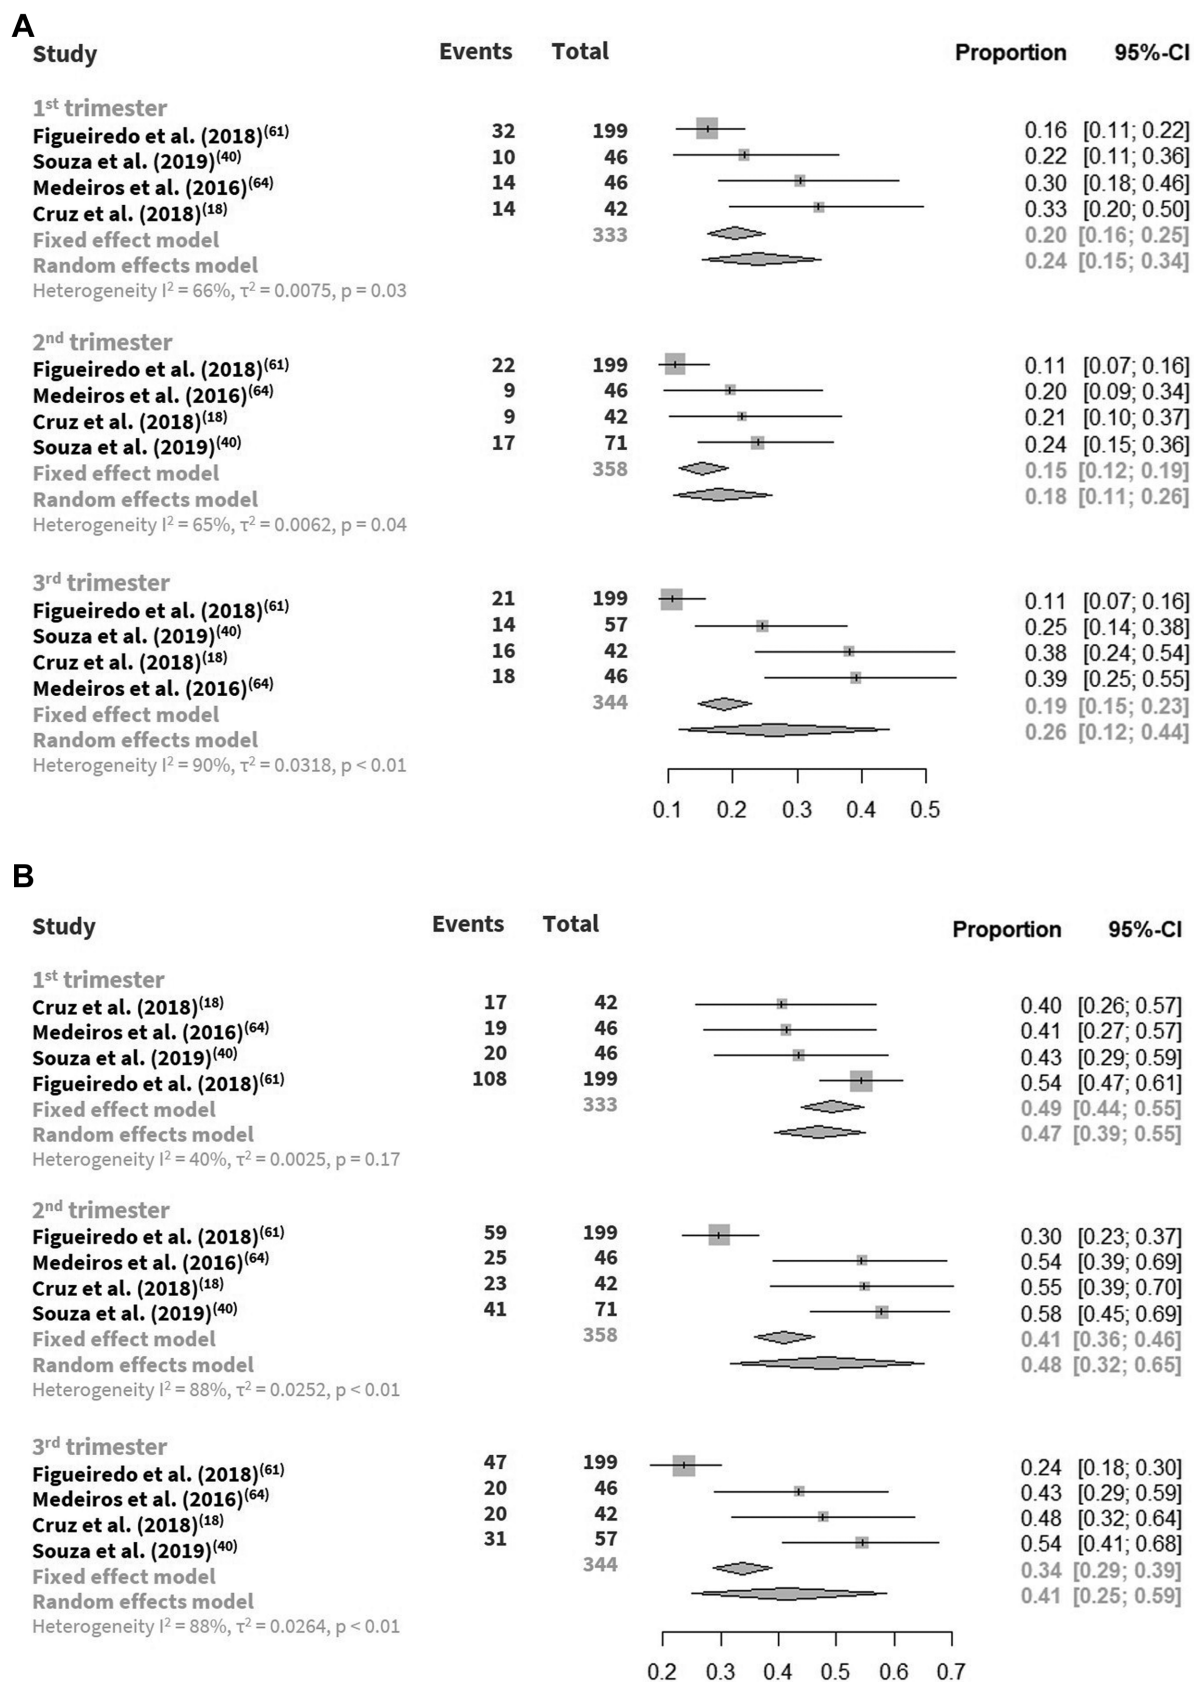 A
Study Events Total Proportion 95%-CI
1st trimester
Figueiredo et al. (2018)(61) 32 199 0.16 [0.11; 0.22]
Souza et al. (2019)(40) 10 46 0.22 [0.11; 0.36]
Medeiros et al. (2016)(64) 14 46 0.30 [0.18; 0.46]
Cruz et al. (2018)(18) 14 42 0.33 [0.20; 0.50]
Fixed effect model 333 0.20 [0.16; 0.25]
Random effects model 0.24 [0.15; 0.34]
Heterogeneity I² = 66%, τ² = 0.0075, p = 0.03
2nd trimester
Figueiredo et al. (2018)(61) 22 199 0.11 [0.07; 0.16]
Medeiros et al. (2016)(64) 9 46 0.20 [0.09; 0.34]
Cruz et al. (2018)(18) 9 42 0.21 [0.10; 0.37]
Souza et al. (2019)(40) 17 71 0.24 [0.15; 0.36]
Fixed effect model 358 0.15 [0.12; 0.19]
Random effects model 0.18 [0.11; 0.26]
Heterogeneity I² = 65%, τ² = 0.0062, p = 0.04
3rd trimester
Figueiredo et al. (2018)(61) 21 199 0.11 [0.07; 0.16]
Souza et al. (2019)(40) 14 57 0.25 [0.14; 0.38]
Cruz et al. (2018)(18) 16 42 0.38 [0.24; 0.54]
Medeiros et al. (2016)(64) 18 46 0.39 [0.25; 0.55]
Fixed effect model 344 0.19 [0.15; 0.23]
Random effects model 0.26 [0.12; 0.44]
Heterogeneity I² = 90%, τ² = 0.0318, p < 0.01
0.1 0.2 0.3 0.4 0.5
B
Study Events Total Proportion 95%-CI
1st trimester
Cruz et al. (2018)(18) 17 42 0.40 [0.26; 0.57]
Medeiros et al. (2016)(64) 19 46 0.41 [0.27; 0.57]
Souza et al. (2019)(40) 20 46 0.43 [0.29; 0.59]
Figueiredo et al. (2018)(61) 108 199 0.54 [0.47; 0.61]
Fixed effect model 333 0.49 [0.44; 0.55]
Random effects model 0.47 [0.39; 0.55]
Heterogeneity I² = 40%, τ² = 0.0025, p = 0.17
2nd trimester
Figueiredo et al. (2018)(61) 59 199 0.30 [0.23; 0.37]
Medeiros et al. (2016)(64) 25 46 0.54 [0.39; 0.69]
Cruz et al. (2018)(18) 23 42 0.55 [0.39; 0.70]
Souza et al. (2019)(40) 41 71 0.58 [0.45; 0.69]
Fixed effect model 358 0.41 [0.36; 0.46]
Random effects model 0.48 [0.32; 0.65]
Heterogeneity I² = 88%, τ² = 0.0252, p < 0.01
3rd trimester
Figueiredo et al. (2018)(61) 47 199 0.24 [0.18; 0.30]
Medeiros et al. (2016)(64) 20 46 0.43 [0.29; 0.59]
Cruz et al. (2018)(18) 20 42 0.48 [0.32; 0.64]
Souza et al. (2019)(40) 31 57 0.54 [0.41; 0.68]
Fixed effect model 344 0.34 [0.29; 0.39]
Random effects model 0.41 [0.25; 0.59]
Heterogeneity I² = 88%, τ² = 0.0264, p < 0.01
0.2 0.3 0.4 0.5 0.6 0.7